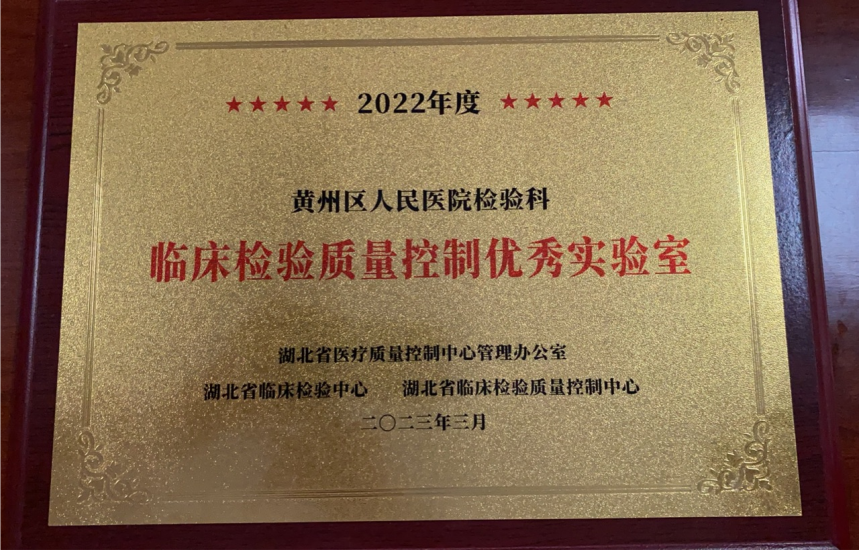 ★★★★★ 2022年度 ★★★★★
黄州区人民医院检验科
临床检验质量控制优秀实验室
湖北省医疗质量控制中心管理办公室
湖北省临床检验中心 湖北省临床检验质量控制中心
二〇二三年三月